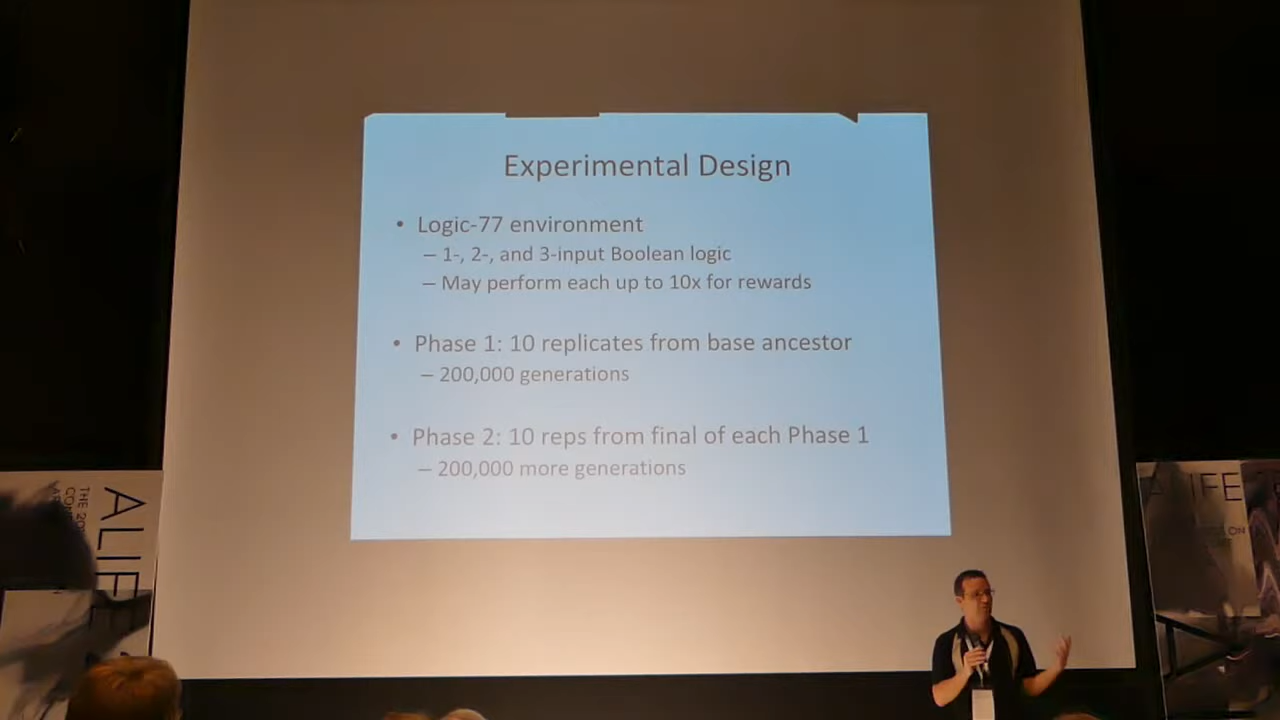 Experimental Design
• Logic-77 environment
– 1-, 2-, and 3-input Boolean logic
– May perform each up to 10x for rewards
• Phase 1: 10 replicates from base ancestor
– 200,000 generations
• Phase 2: 10 reps from final of each Phase 1
– 200,000 more generations
ALIFE
THE 20